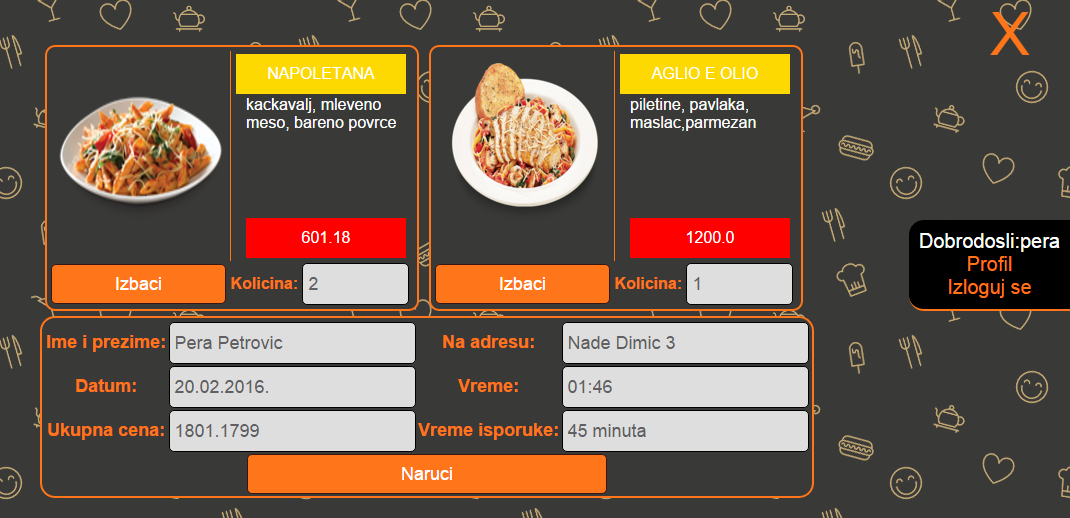 X
NAPOLETANA
kackavalj, mleveno
meso, bareno povrce
601.18
Izbaci
Kolicina:
2
AGLIO E OLIO
piletine, pavlaka,
maslac,parmezan
1200.0
Izbaci
Kolicina:
1
Dobrodosli:pera
Profil
Izloguj se
Ime i prezime:
Pera Petrovic
Na adresu:
Nade Dimic 3
Datum:
20.02.2016.
Vreme:
01:46
Ukupna cena:
1801.1799
Vreme isporuke:
45 minuta
Naruci